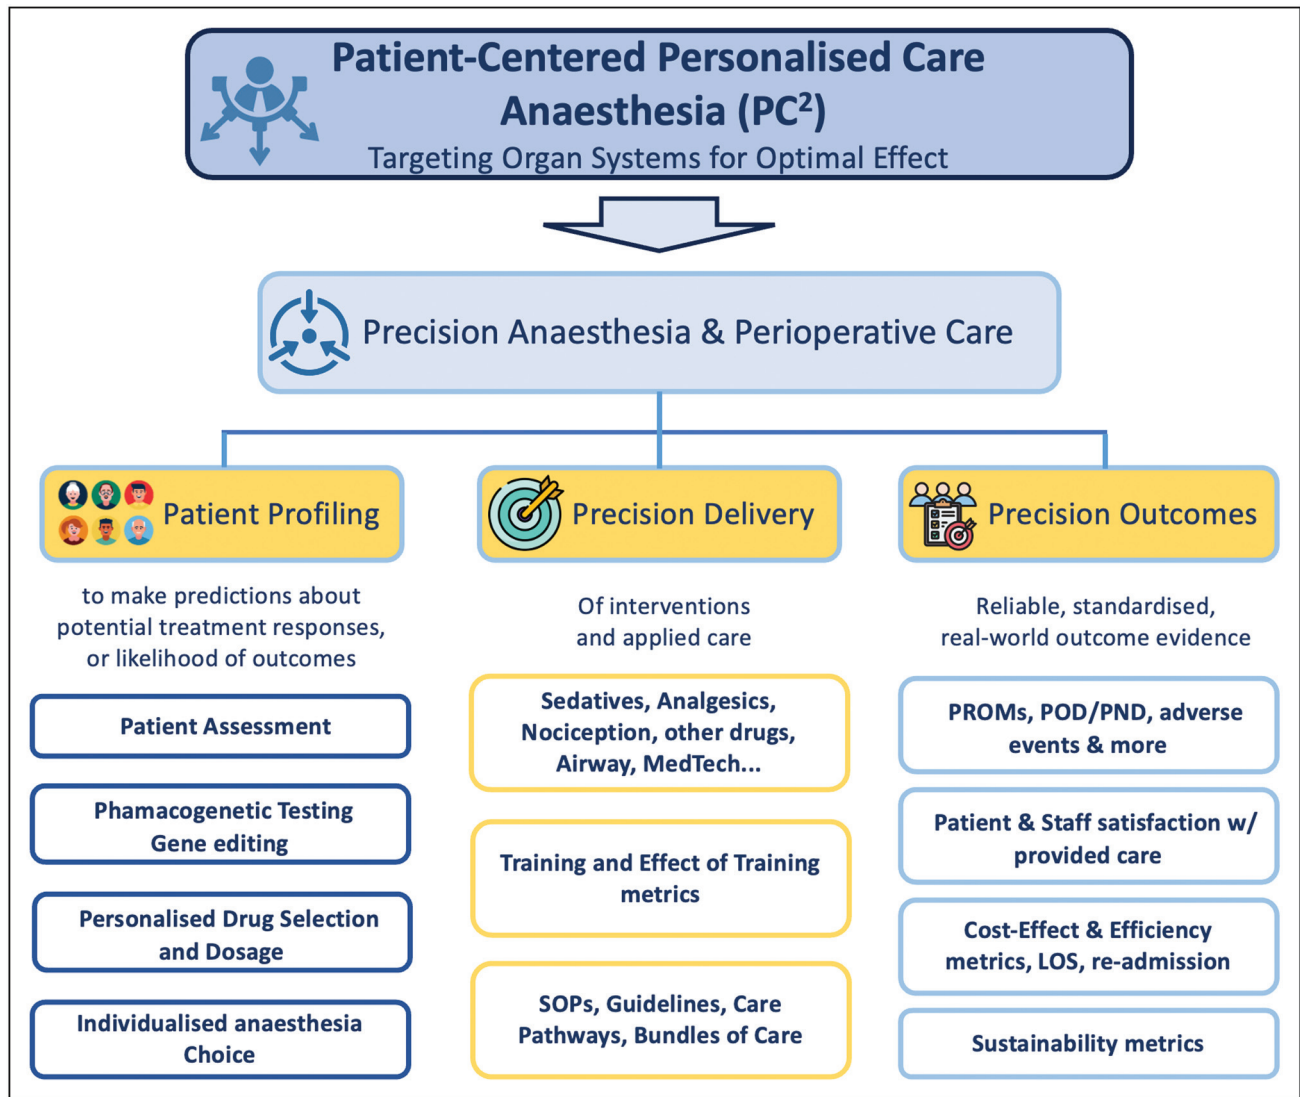 Patient-Centered Personalised Care
Anaesthesia (PC²)
Targeting Organ Systems for Optimal Effect
Precision Anaesthesia & Perioperative Care
Patient Profiling
to make predictions about
potential treatment responses,
or likelihood of outcomes
Patient Assessment
Phamacogenetic Testing
Gene editing
Personalised Drug Selection
and Dosage
Individualised anaesthesia
Choice
Precision Delivery
Of interventions
and applied care
Sedatives, Analgesics,
Nociception, other drugs,
Airway, MedTech...
Training and Effect of Training
metrics
SOPs, Guidelines, Care
Pathways, Bundles of Care
Precision Outcomes
Reliable, standardised,
real-world outcome evidence
PROMs, POD/PND, adverse
events & more
Patient & Staff satisfaction w/
provided care
Cost-Effect & Efficiency
metrics, LOS, re-admission
Sustainability metrics